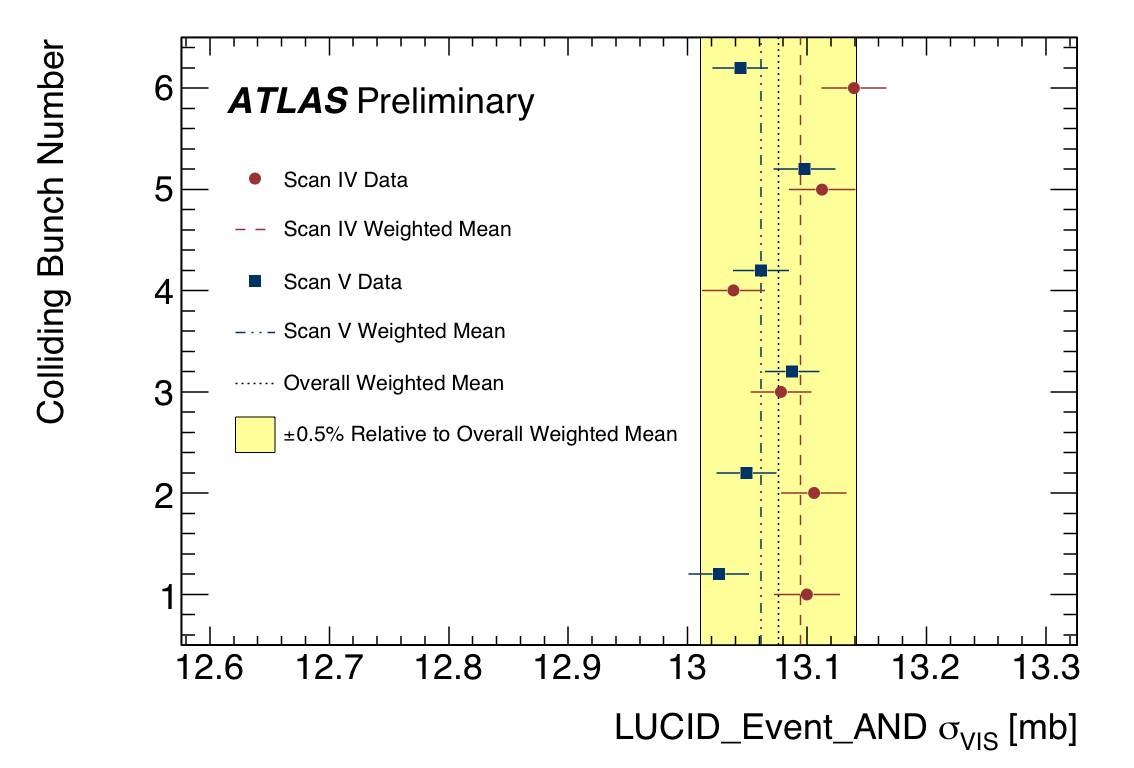 Colliding Bunch Number
ATLAS Preliminary
Scan IV Data
Scan IV Weighted Mean
Scan V Data
Scan V Weighted Mean
Overall Weighted Mean
±0.5% Relative to Overall Weighted Mean
6
5
4
3
2
1
12.6 12.7 12.8 12.9 13 13.1 13.2 13.3
LUCID_Event_AND σVIS [mb]